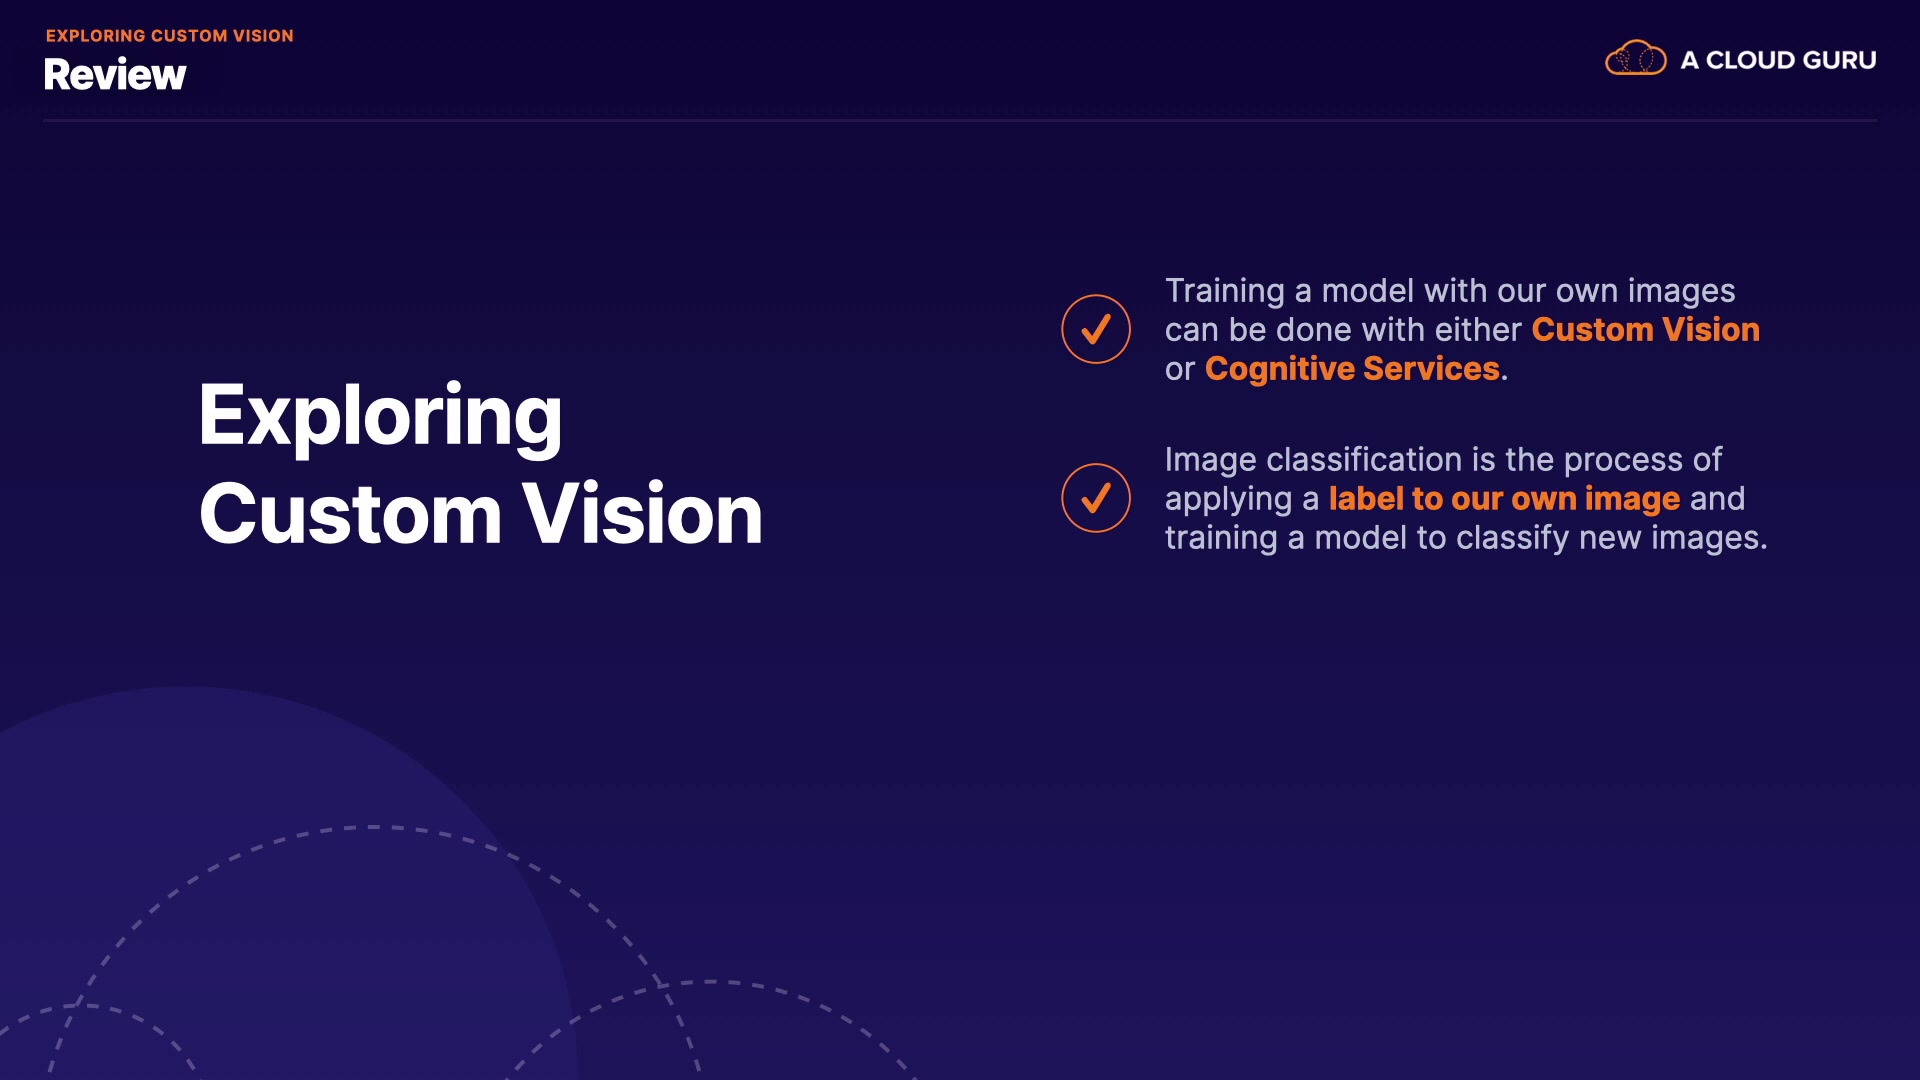 EXPLORING CUSTOM VISION
Review
A CLOUD GURU
Exploring
Custom Vision
Training a model with our own images
can be done with either Custom Vision
or Cognitive Services.
Image classification is the process of
applying a label to our own image and
training a model to classify new images.